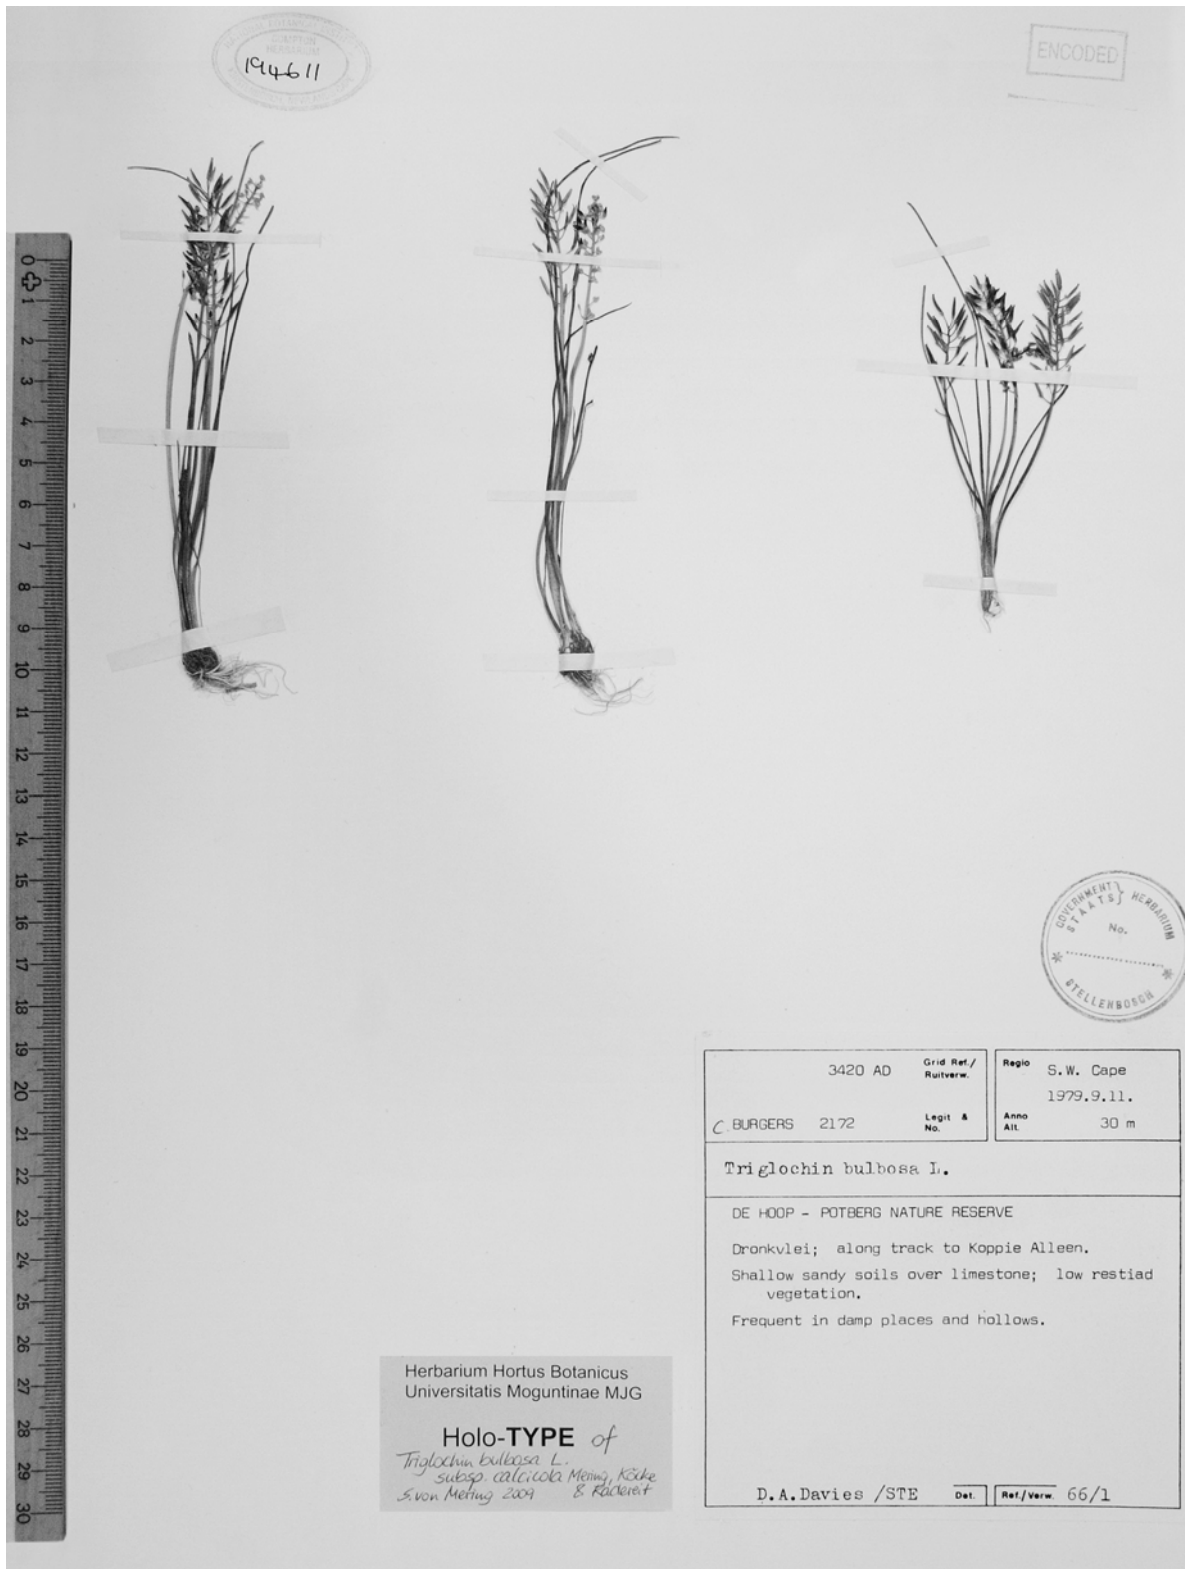 COMPTON
HERBARIUM
194611
ENCODED
0
1
2
3
4
5
6
7
8
9
10
11
12
13
14
15
16
17
18
19
20
21
22
23
24
25
26
27
28
29
30
GOVERNMENT } HERBARIUM
STAATS
No.
STELLENBOSCH
3420 AD Grid Ref./ Ruitverw.
Regio S.W. Cape
1979.9.11.
C. BURGERS 2172 Legit & No.
Anno Alt. 30 m
Triglochin bulbosa L.
DE HOOP - POTBERG NATURE RESERVE
Dronkvlei; along track to Koppie Alleen.
Shallow sandy soils over limestone; low restiad
vegetation.
Frequent in damp places and hollows.
D.A.Davies /STE Det. Ref./Verw. 66/1
Herbarium Hortus Botanicus
Universitatis Moguntinae MJG
Holo-TYPE of
Triglochin bulbosa L.
subsp. calcicola Mering, Köcke
S. von Mering 2009 & Kadereit